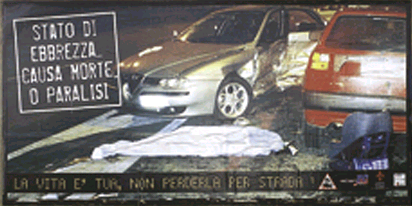 STATO DI
EBBREZZA
CAUSA MORTE
O PARALISI
LA VITA E' TUA, NON PERDERLA PER STRADA !